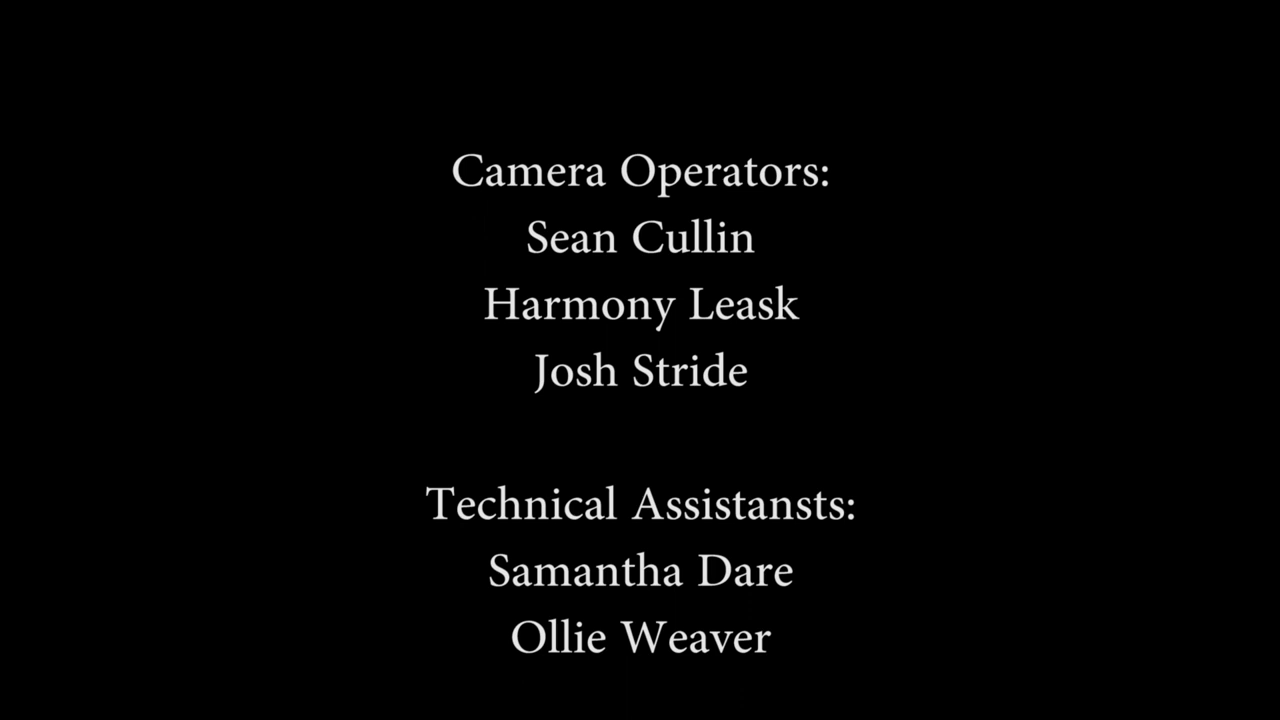 Camera Operators:
Sean Cullin
Harmony Leask
Josh Stride
Technical Assistansts:
Samantha Dare
Ollie Weaver